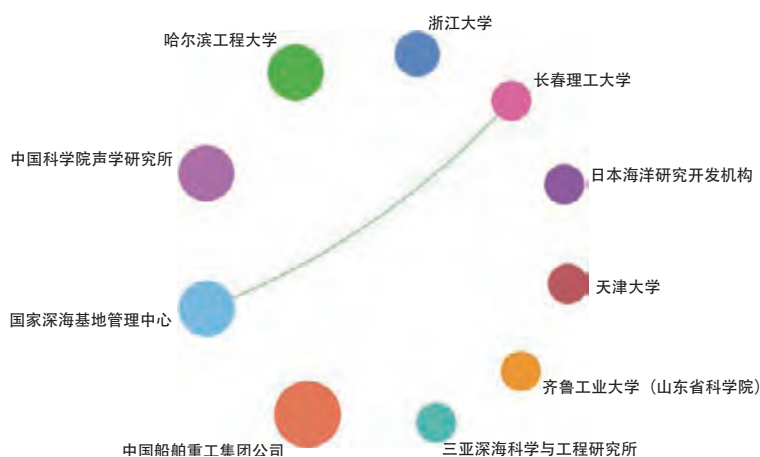 浙江大学
哈尔滨工程大学
长春理工大学
中国科学院声学研究所
日本海洋研究开发机构
天津大学
国家深海基地管理中心
齐鲁工业大学（山东省科学院）
中国船舶重工集团公司
三亚深海科学与工程研究所